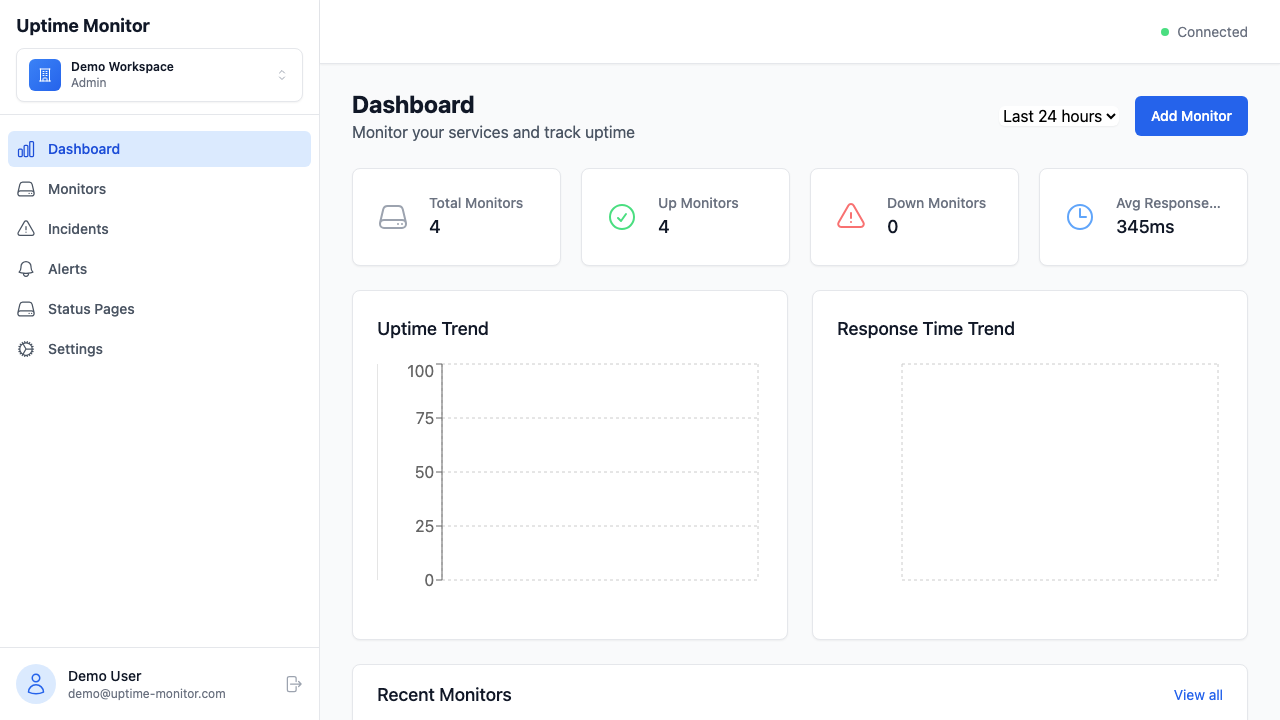 Uptime Monitor
Demo Workspace
Admin
Dashboard
Monitors
Incidents
Alerts
Status Pages
Settings
Demo User
demo@uptime-monitor.com
Connected
Dashboard
Monitor your services and track uptime
Last 24 hours
Add Monitor
Total Monitors
4
Up Monitors
4
Down Monitors
0
Avg Response...
345ms
Uptime Trend
100
75
50
25
0
Response Time Trend
Recent Monitors
View all